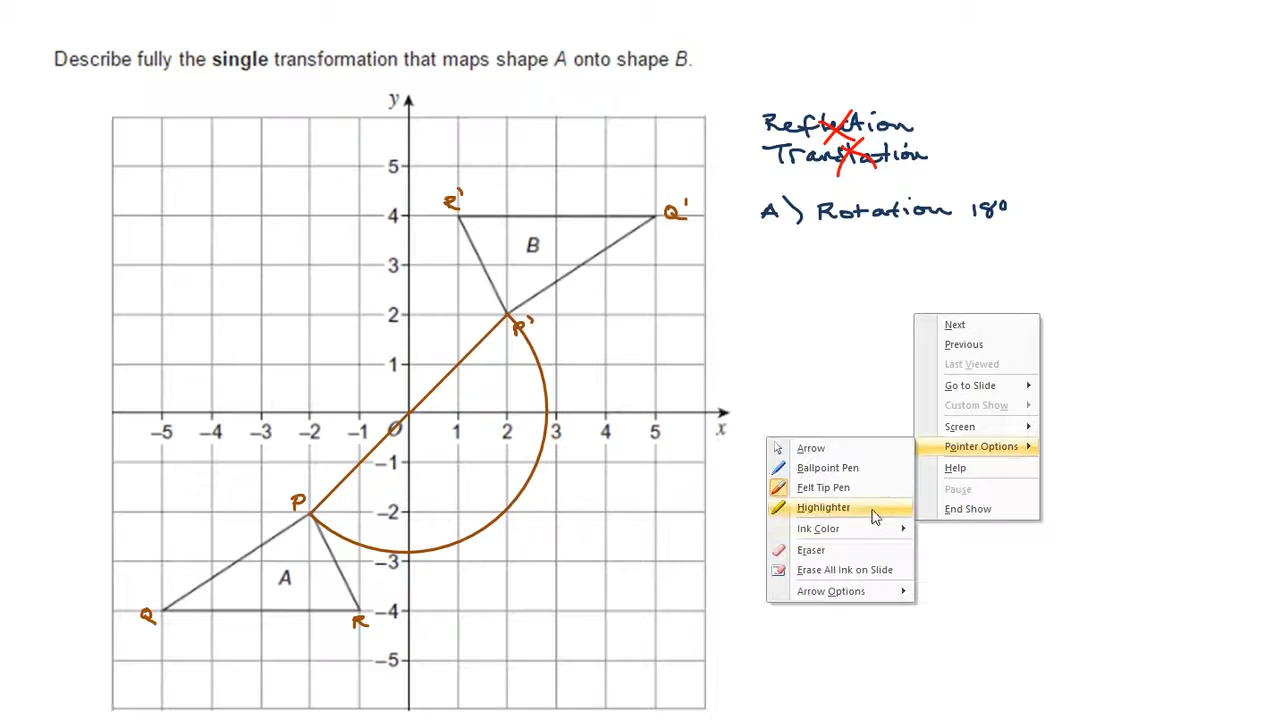 Describe fully the single transformation that maps shape A onto shape B.
y
5
4
3
2
1
–5 –4 –3 –2 –1 O 1 2 3 4 5 x
–1
–2
–3
–4
–5
R' Q'
B
P'
P
A
Q R
Reflection
Translation
A) Rotation 180
Next
Previous
Last Viewed
Go to Slide
Custom Show
Screen
Pointer Options
Help
Pause
End Show
Arrow
Ballpoint Pen
Felt Tip Pen
Highlighter
Ink Color
Eraser
Erase All Ink on Slide
Arrow Options